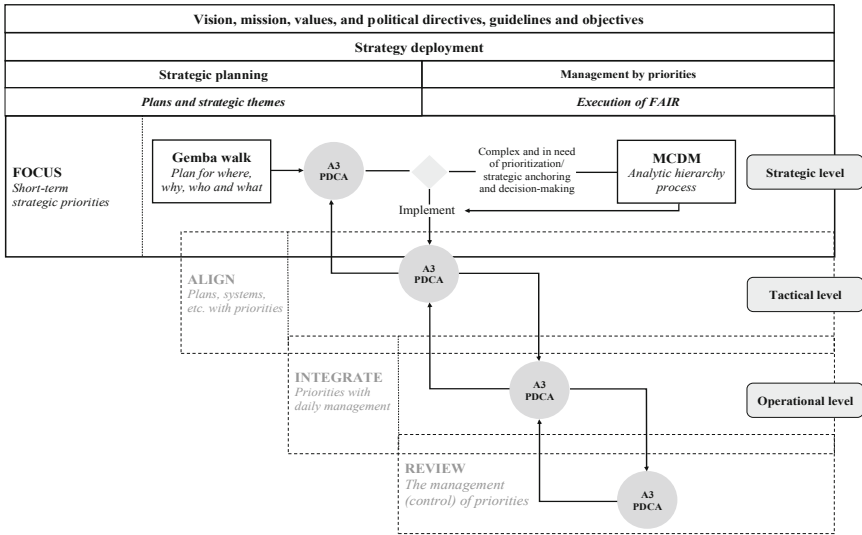 Vision, mission, values, and political directives, guidelines and objectives
Strategy deployment
Strategic planning
Management by priorities
Plans and strategic themes
Execution of FAIR
FOCUS
Short-term
strategic priorities
Gemba walk
Plan for where,
why, who and what
A3
PDCA
Complex and in need
of prioritization/
strategic anchoring
and decision-making
MCDM
Analytic hierarchy
process
Strategic level
Implement
ALIGN
Plans, systems,
etc. with priorities
A3
PDCA
Tactical level
INTEGRATE
Priorities with
daily management
A3
PDCA
Operational level
REVIEW
The management
(control) of priorities
A3
PDCA